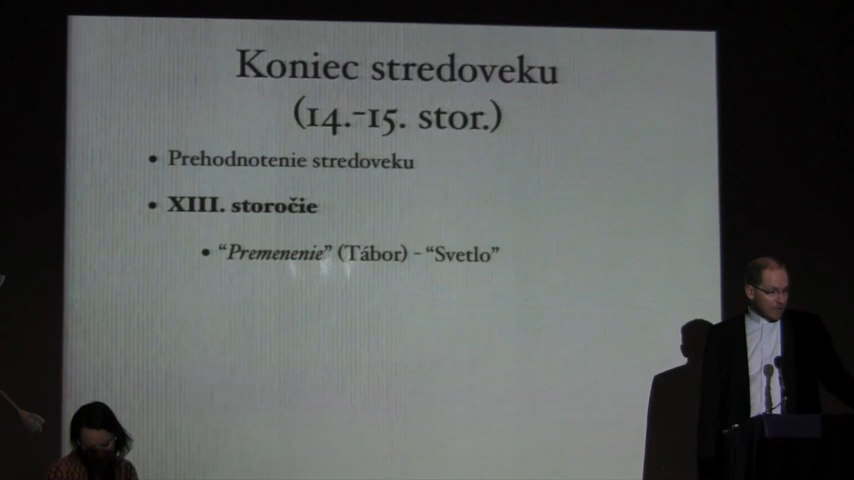 Koniec stredoveku
(14.-15. stor.)
• Prehodnotenie stredoveku
• XIII. storočie
• “Premenenie” (Tábor) - “Svetlo”